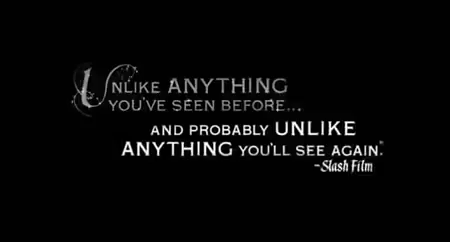 UNLIKE ANYTHING
YOU'VE SEEN BEFORE...
AND PROBABLY UNLIKE
ANYTHING YOU'LL SEE AGAIN."
~Slash Film